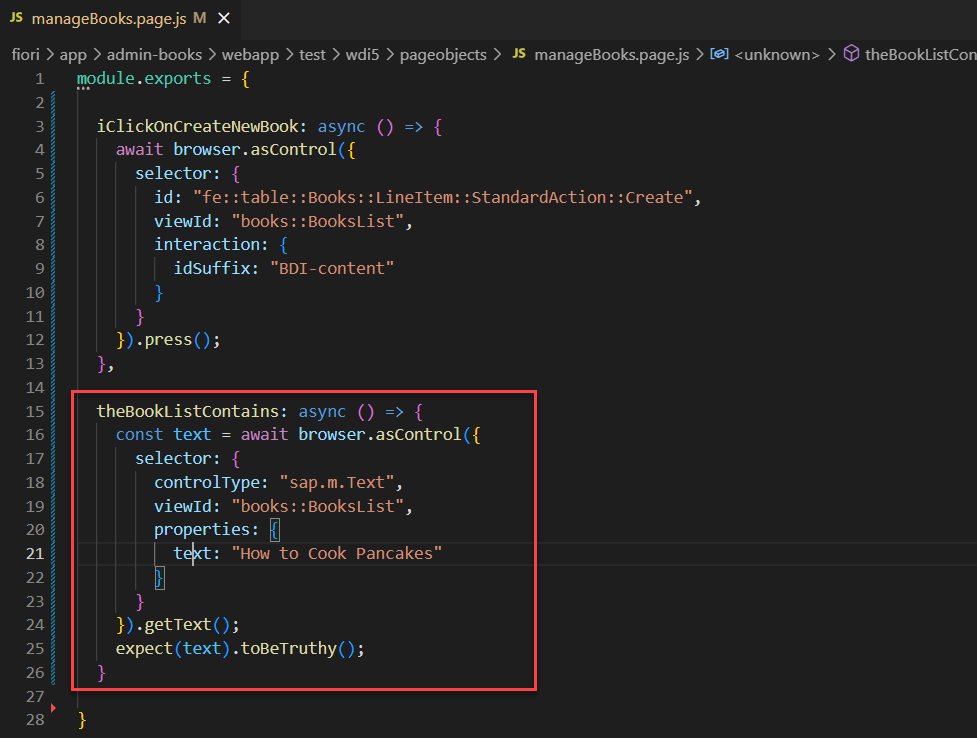 JS manageBooks.page.js M ×
fiori > app > admin-books > webapp > test > wdi5 > pageobjects > JS manageBooks.page.js > <unknown> > theBookListCon
1 module.exports = {
2
3 iClickOnCreateNewBook: async () => {
4 await browser.asControl({
5 selector: {
6 id: "fe::table::Books::LineItem::StandardAction::Create",
7 viewId: "books::BooksList",
8 interaction: {
9 idSuffix: "BDI-content"
10 }
11 }
12 }).press();
13 },
14
15 theBookListContains: async () => {
16 const text = await browser.asControl({
17 selector: {
18 controlType: "sap.m.Text",
19 viewId: "books::BooksList",
20 properties: {
21 text: "How to Cook Pancakes"
22 }
23 }
24 }).getText();
25 expect(text).toBeTruthy();
26 }
27
28 }